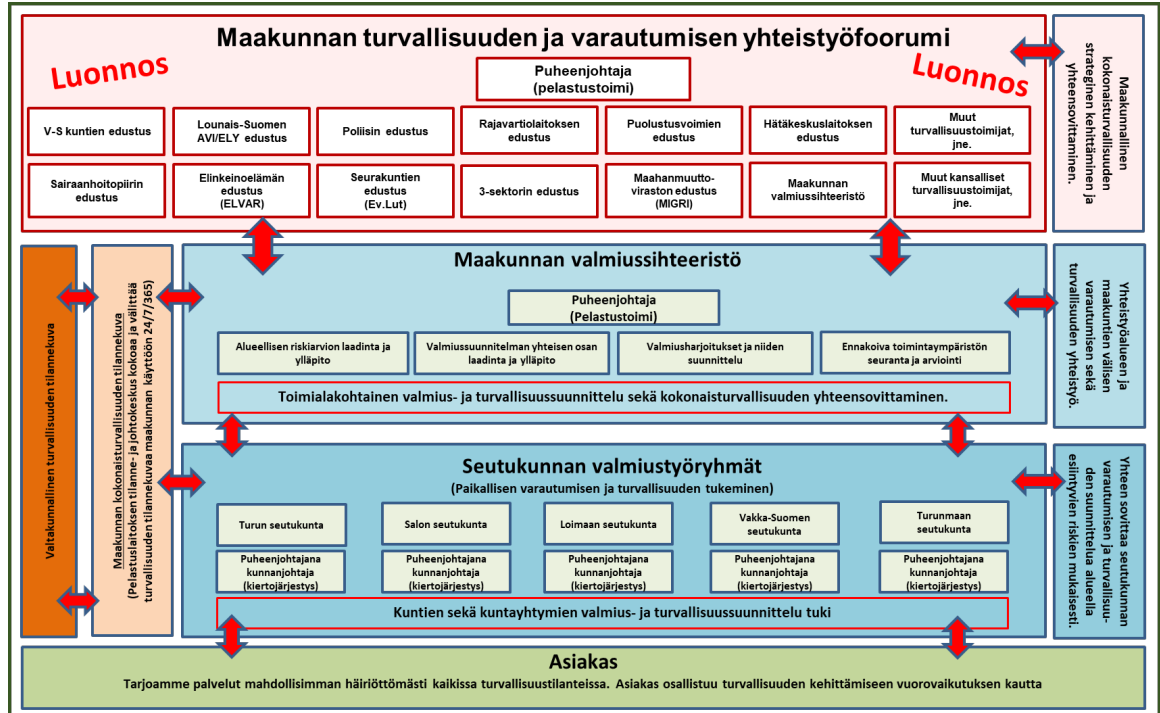 Maakunnan turvallisuuden ja varautumisen yhteistyöfoorumi
Luonnos
Luonnos
Puheenjohtaja
(pelastustoimi)
V-S kuntien edustus
Lounais-Suomen
AVI/ELY edustus
Poliisin edustus
Rajavartiolaitoksen
edustus
Puolustusvoimien
edustus
Hätäkeskuslaitoksen
edustus
Muut
turvallisuustoimijat,
jne.
Sairaanhoitopiirin
edustus
Elinkeinoelämän
edustus
(ELVAR)
Seurakuntien
edustus
(Ev.Lut)
3-sektorin edustus
Maahanmuutto-
viraston edustus
(MIGRI)
Maakunnan
valmiussihteeristö
Muut kansalliset
turvallisuustoimijat,
jne.
Maakunnallinen
kokonaisturvallisuuden
strateginen kehittäminen ja
yhteensovittaminen.
Valtakunnallinen turvallisuuden tilannekuva
Maakunnan kokonaisturvallisuuden tilannekuva
(Pelastuslaitoksen tilanne- ja johtokeskus kokoaa ja välittää
turvallisuuden tilannekuvaa maakunnan käyttöön 24/7/365)
Maakunnan valmiussihteeristö
Puheenjohtaja
(Pelastustoimi)
Alueellisen riskiarvion laadinta ja
ylläpito
Valmiussuunnitelman yhteisen osan
laadinta ja ylläpito
Valmiusharjoitukset ja niiden
suunnittelu
Ennakoiva toimintaympäristön
seuranta ja arviointi
Toimialakohtainen valmius- ja turvallisuussuunnittelu sekä kokonaisturvallisuuden yhteensovittaminen.
Yhteistyöalueen ja
maakuntien välisen
varautumisen sekä
turvallisuuden yhteistyö.
Seutukunnan valmiustyöryhmät
(Paikallisen varautumisen ja turvallisuuden tukeminen)
Turun seutukunta
Salon seutukunta
Loimaan seutukunta
Vakka-Suomen
seutukunta
Turunmaan
seutukunta
Puheenjohtajana
kunnanjohtaja
(kiertojärjestys)
Puheenjohtajana
kunnanjohtaja
(kiertojärjestys)
Puheenjohtajana
kunnanjohtaja
(kiertojärjestys)
Puheenjohtajana
kunnanjohtaja
(kiertojärjestys)
Puheenjohtajana
kunnanjohtaja
(kiertojärjestys)
Kuntien sekä kuntayhtymien valmius- ja turvallisuussuunnittelu tuki
Yhteen sovittaa seutukunnan
varautumisen ja turvallisuu-
den suunnittelua alueella
esiintyvien riskien mukaisesti.
Asiakas
Tarjoamme palvelut mahdollisimman häiriöttömästi kaikissa turvallisuustilanteissa. Asiakas osallistuu turvallisuuden kehittämiseen vuorovaikutuksen kautta